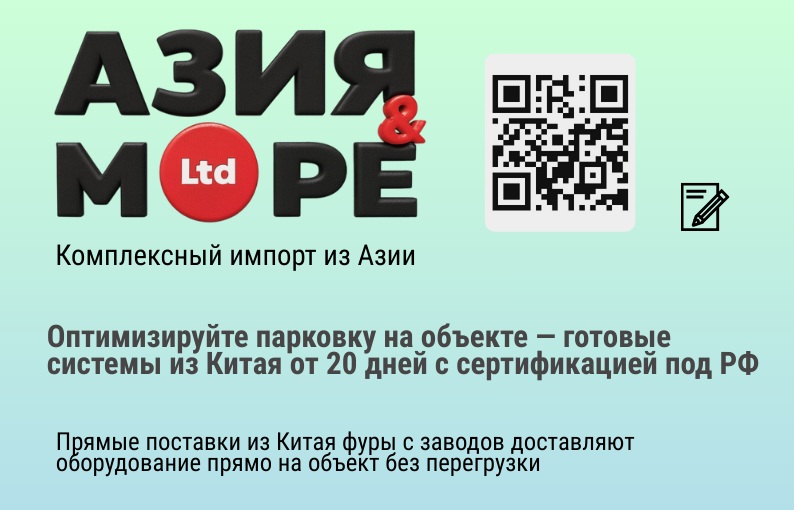 АЗИЯ
&
МОРЕ
Ltd
Комплексный импорт из Азии
Оптимизируйте парковку на объекте — готовые
системы из Китая от 20 дней с сертификацией под РФ
Прямые поставки из Китая фуры с заводов доставляют
оборудование прямо на объект без перегрузки